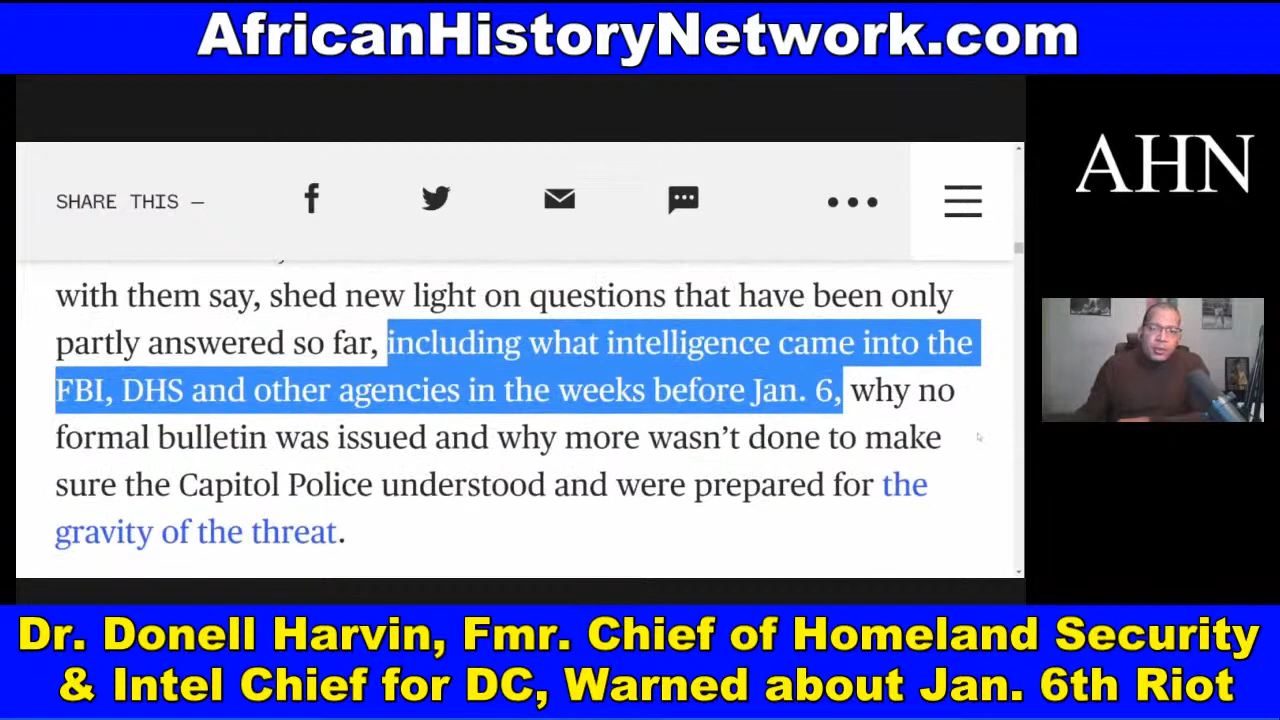 AfricanHistoryNetwork.com
AHN
SHARE THIS —
with them say, shed new light on questions that have been only
partly answered so far, including what intelligence came into the
FBI, DHS and other agencies in the weeks before Jan. 6, why no
formal bulletin was issued and why more wasn’t done to make
sure the Capitol Police understood and were prepared for the
gravity of the threat.
Dr. Donell Harvin, Fmr. Chief of Homeland Security
& Intel Chief for DC, Warned about Jan. 6th Riot